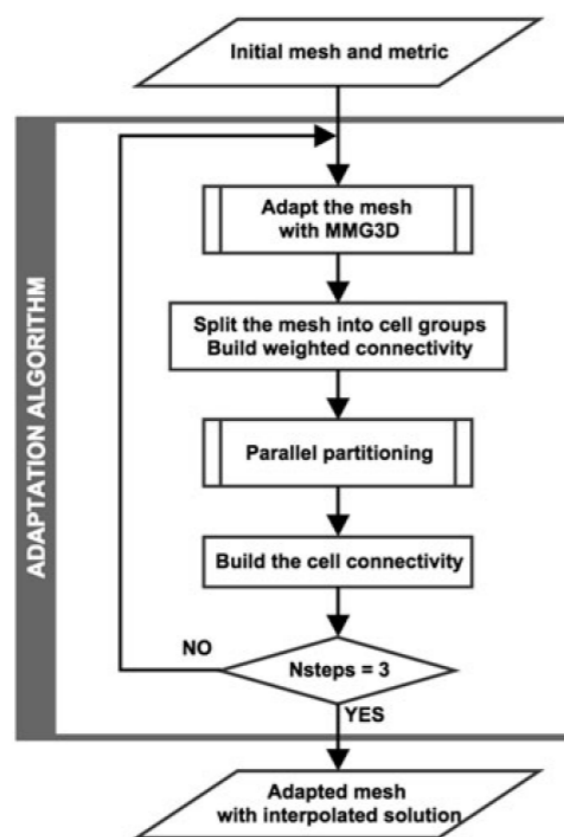 Initial mesh and metric
ADAPTATION ALGORITHM
Adapt the mesh
with MMG3D
Split the mesh into cell groups
Build weighted connectivity
Parallel partitioning
Build the cell connectivity
NO
Nsteps = 3
YES
Adapted mesh
with interpolated solution